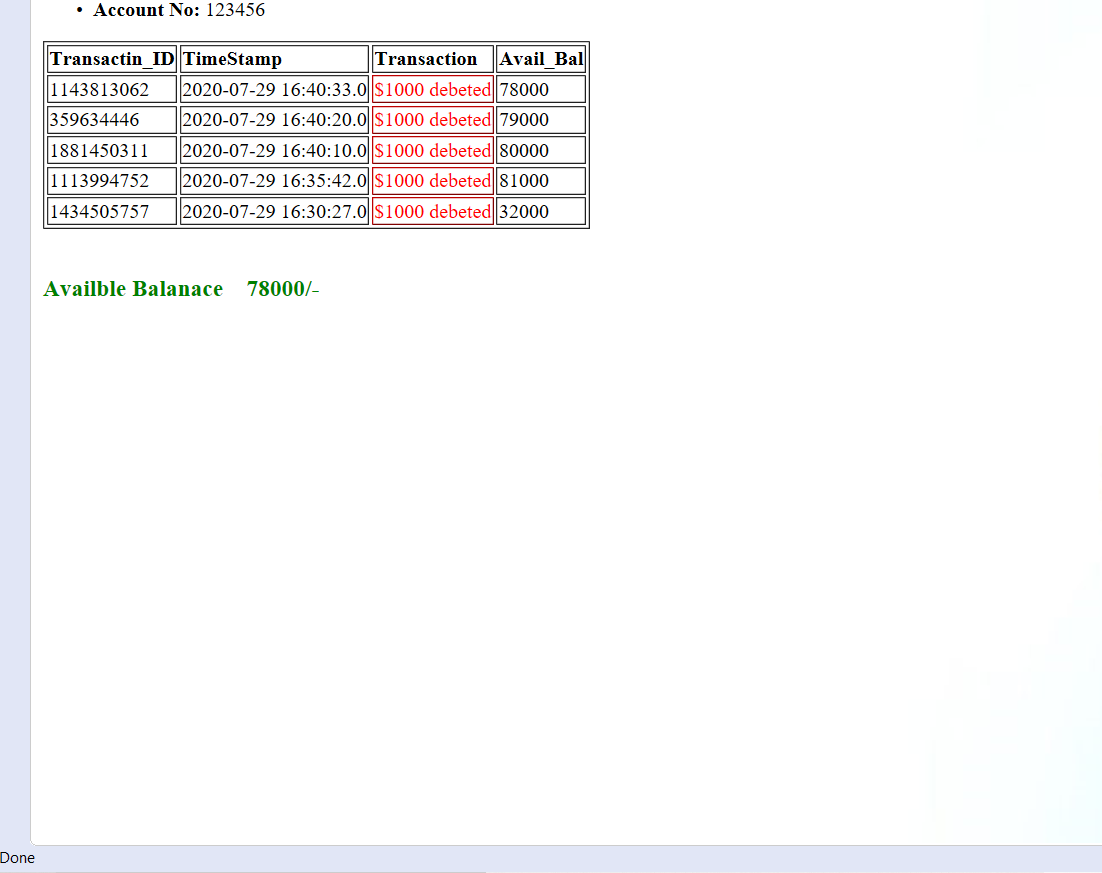 • Account No: 123456
Transactin_ID TimeStamp Transaction Avail_Bal
1143813062 2020-07-29 16:40:33.0 $1000 debeted 78000
359634446 2020-07-29 16:40:20.0 $1000 debeted 79000
1881450311 2020-07-29 16:40:10.0 $1000 debeted 80000
1113994752 2020-07-29 16:35:42.0 $1000 debeted 81000
1434505757 2020-07-29 16:30:27.0 $1000 debeted 32000
Availble Balanace 78000/-
Done